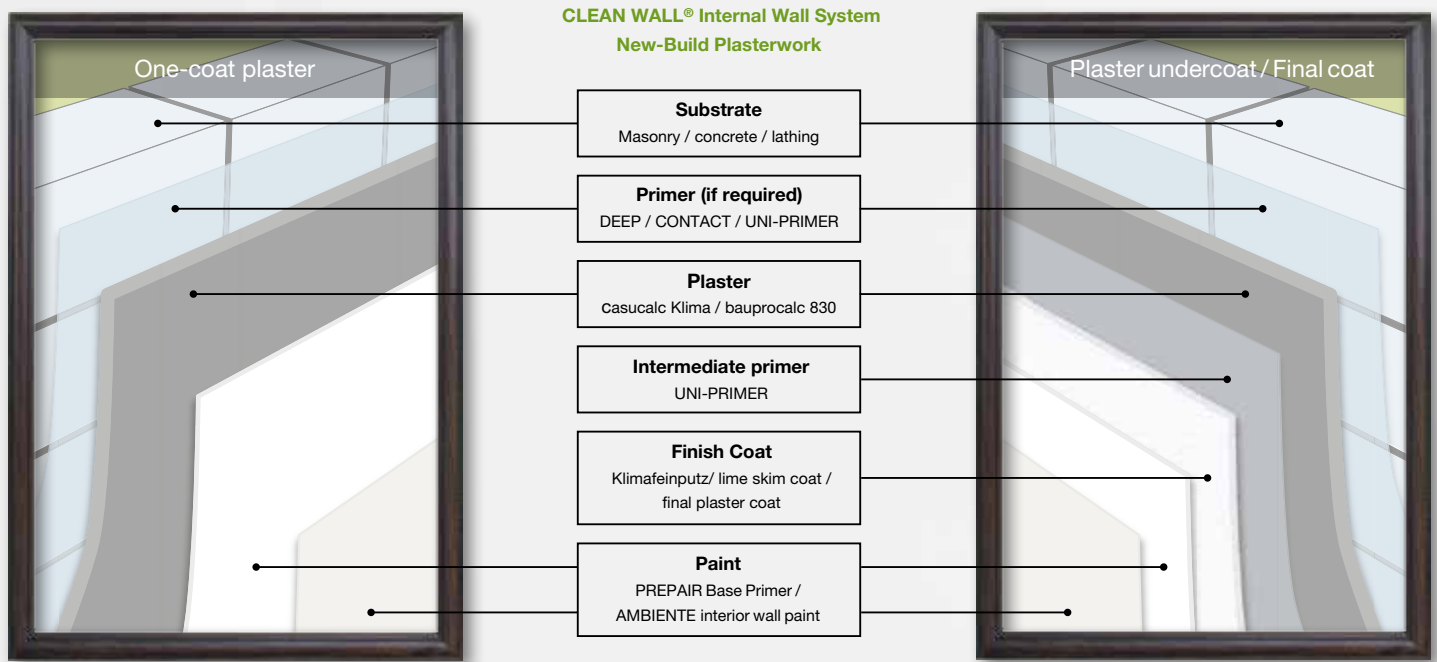 CLEAN WALL® Internal Wall System
New-Build Plasterwork
One-coat plaster
Plaster undercoat / Final coat
Substrate
Masonry / concrete / lathing
Primer (if required)
DEEP / CONTACT / UNI-PRIMER
Plaster
casucalc Klima / bauprocalc 830
Intermediate primer
UNI-PRIMER
Finish Coat
Klimafeinputz/ lime skim coat /
final plaster coat
Paint
PREPAIR Base Primer /
AMBIENTE interior wall paint